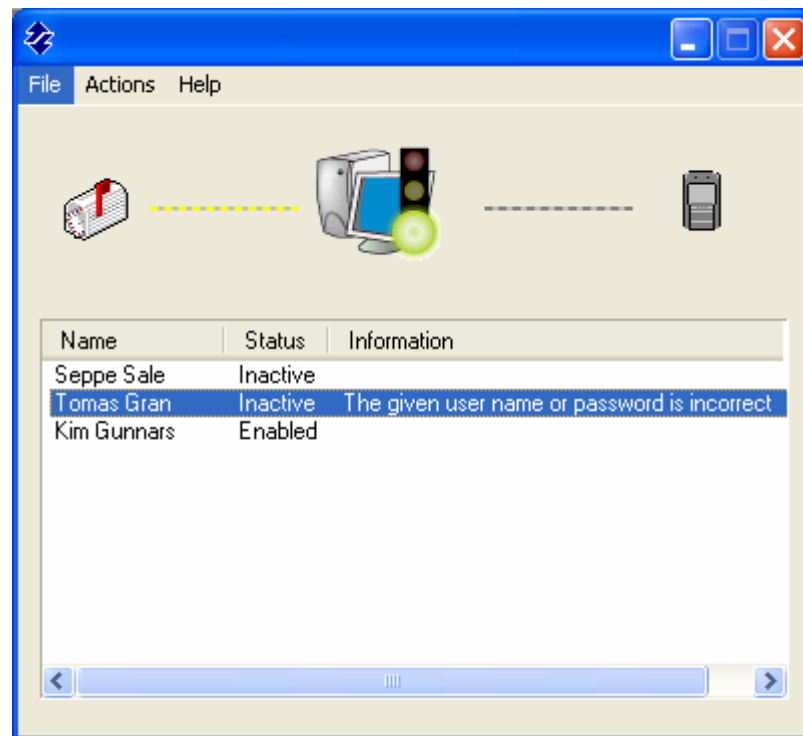 File Actions Help
Name Status Information
Seppe Sale Inactive
Tomas Gran Inactive The given user name or password is incorrect
Kim Gunnars Enabled